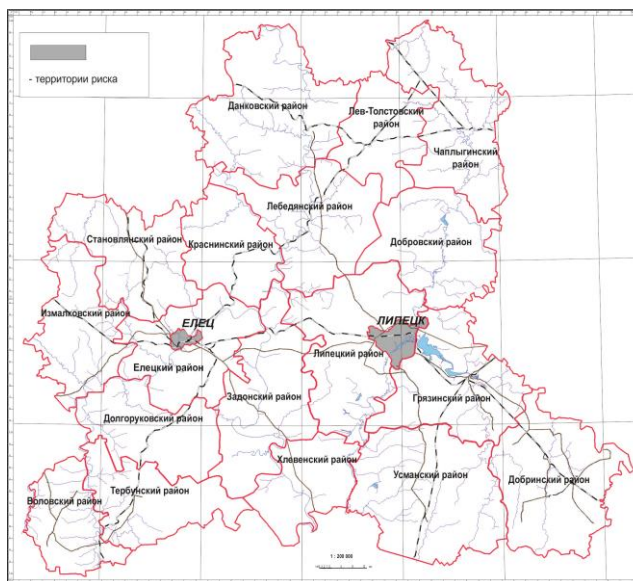 - территории риска
Данковский район
Лев-Толстовский
район
Чаплыгинский
район
Лебедянский район
Становлянский район
Краснинский район
Добровский район
Измалковский район
ЕЛЕЦ
ЛИПЕЦК
Елецкий район
Липецкий район
Задонский район
Грязинский район
Долгоруковский район
Хлевенский район
Усманский район
Добринский район
Воловский район
Тербунский район
1 : 200 000